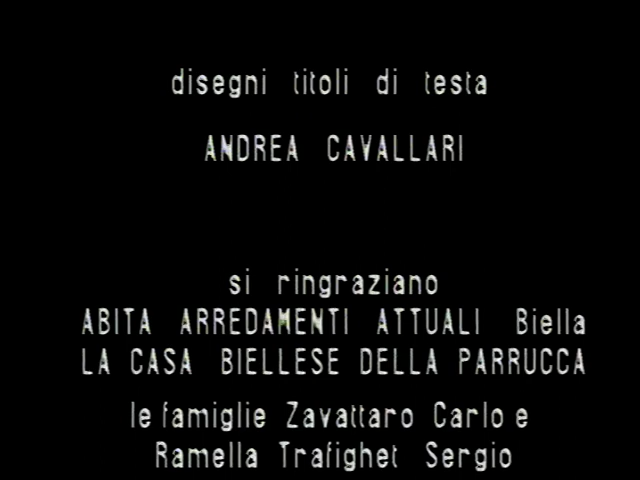 disegni titoli di testa
ANDREA CAVALLARI
si ringraziano
ABITA ARREDAMENTI ATTUALI Biella
LA CASA BIELLESE DELLA PARRUCCA
le famiglie Zavattaro Carlo e
Ramella Trafighet Sergio